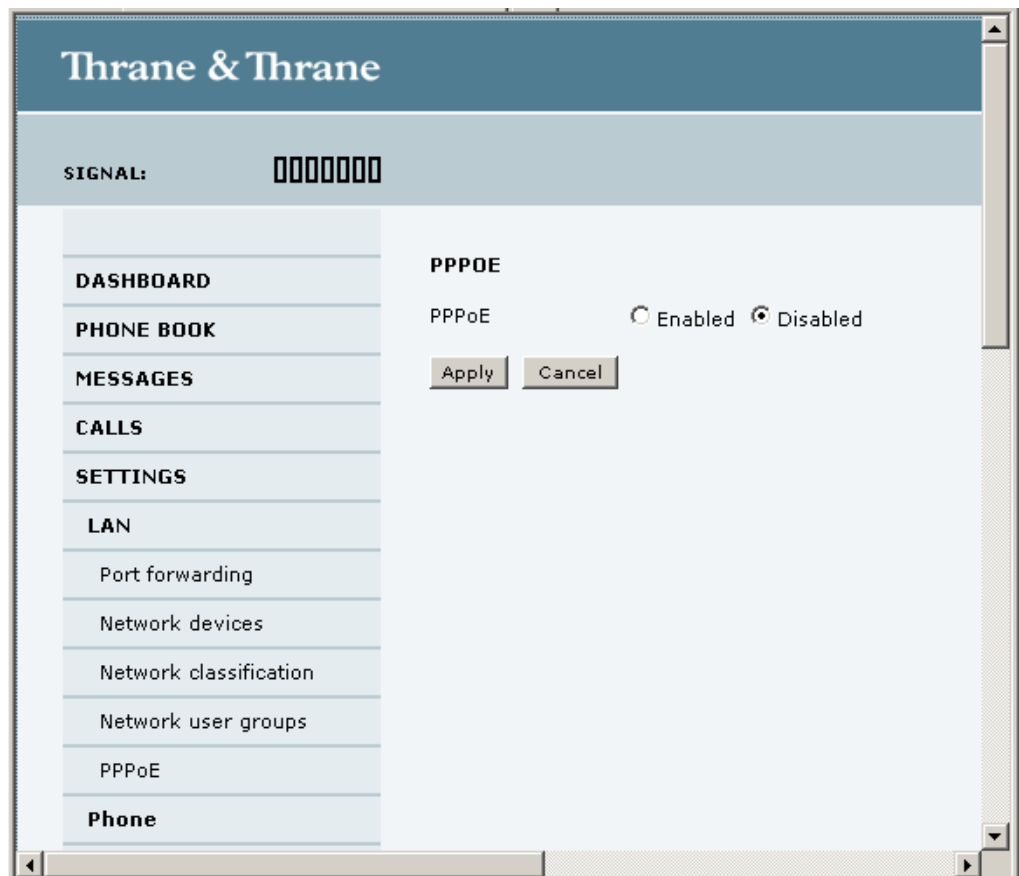 Thrane & Thrane
SIGNAL:
DASHBOARD
PHONE BOOK
MESSAGES
CALLS
SETTINGS
LAN
Port forwarding
Network devices
Network classification
Network user groups
PPPoE
Phone
PPPOE
PPPoE Enabled Disabled
Apply Cancel